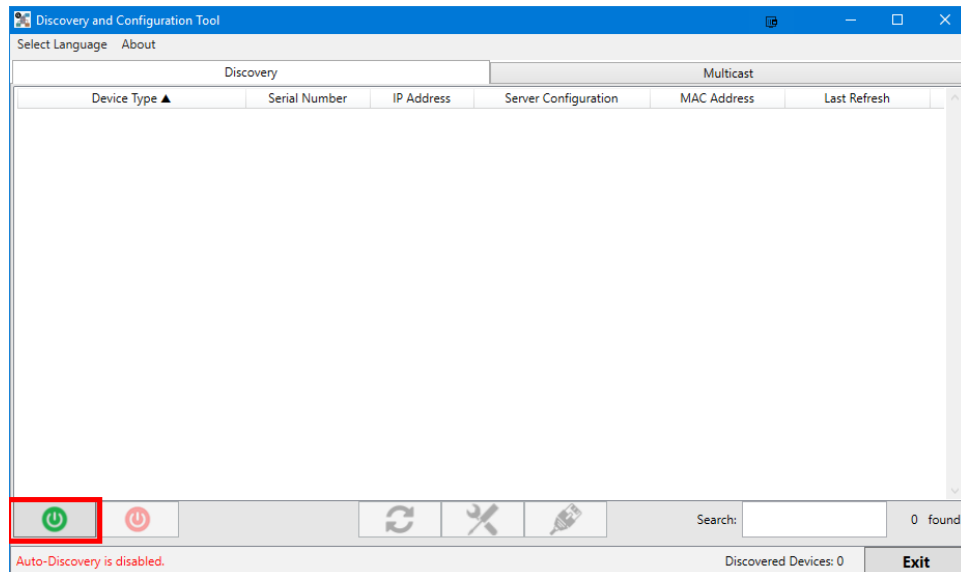 Discovery and Configuration Tool
Select Language About
Discovery Multicast
Device Type ▲ Serial Number IP Address Server Configuration MAC Address Last Refresh
Search: 0 found
Auto-Discovery is disabled. Discovered Devices: 0 Exit